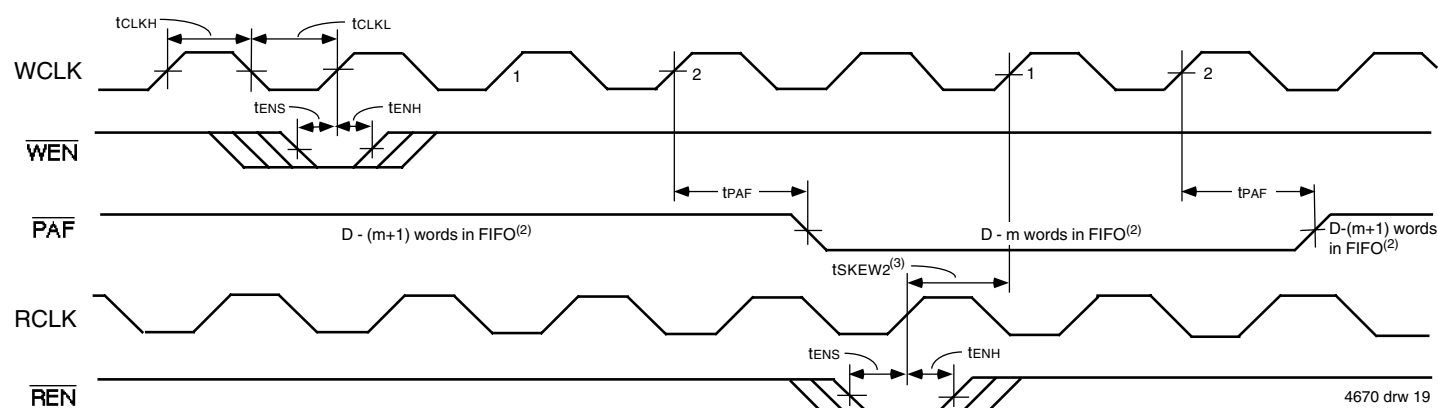 tCLKH
tCLKL
WCLK
1
2
1
2
tENS
tENH
WEN
tPAF
tPAF
PAF
D - (m+1) words in FIFO(2)
D - m words in FIFO(2)
D-(m+1) words
in FIFO(2)
tSKEW2(3)
RCLK
tENS
tENH
REN
4670 drw 19